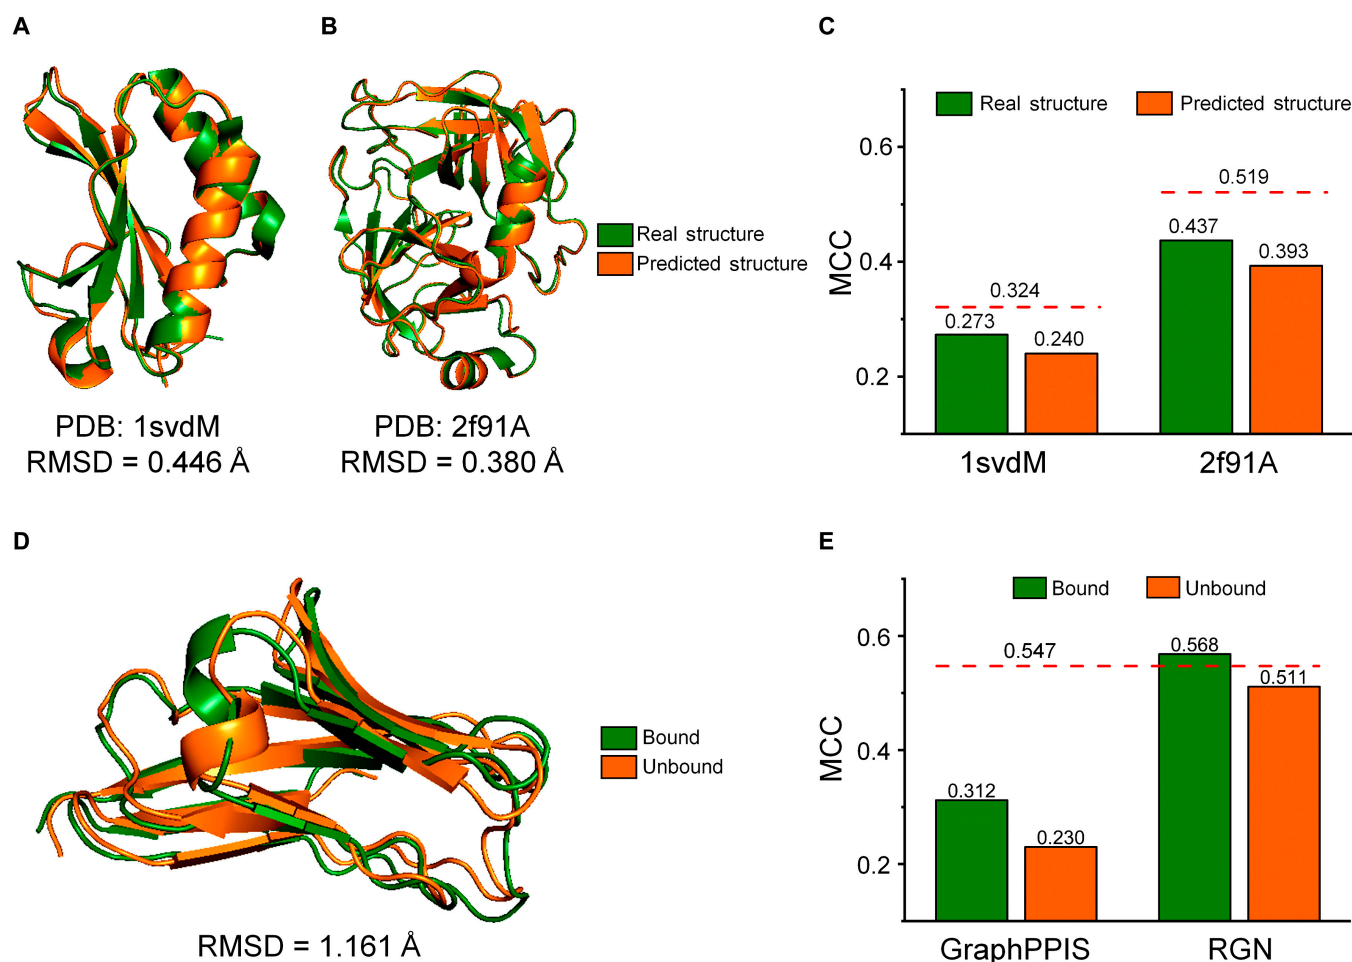 A
B
C
Real structure
Predicted structure
PDB: 1svdM
RMSD = 0.446 Å
PDB: 2f91A
RMSD = 0.380 Å
Real structure
Predicted structure
MCC
0.6
0.4
0.2
0.324
0.273
0.240
0.519
0.437
0.393
1svdM
2f91A
D
Bound
Unbound
RMSD = 1.161 Å
E
Bound
Unbound
MCC
0.6
0.4
0.2
0.547
0.312
0.230
0.568
0.511
GraphPPIS
RGN